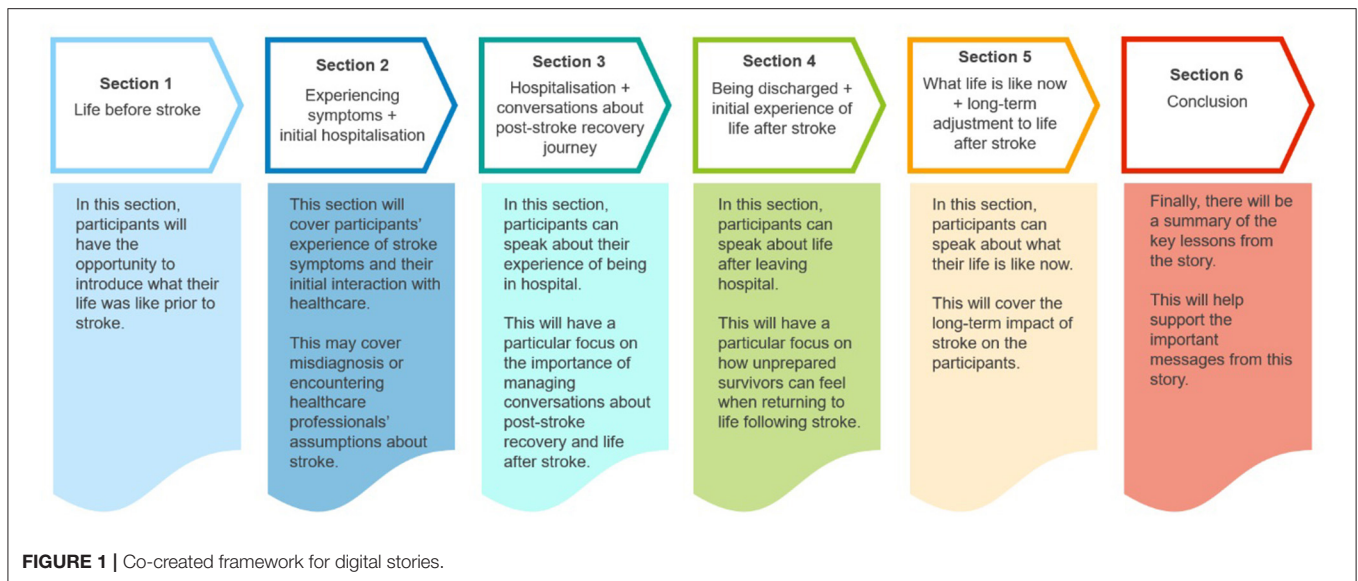 Section 1
Life before stroke
Section 2
Experiencing
symptoms +
initial hospitalisation
Section 3
Hospitalisation +
conversations about
post-stroke recovery
journey
Section 4
Being discharged +
initial experience of
life after stroke
Section 5
What life is like now
+ long-term
adjustment to life
after stroke
Section 6
Conclusion
In this section,
participants will
have the
opportunity to
introduce what their
life was like prior to
stroke.
This section will
cover participants'
experience of stroke
symptoms and their
initial interaction with
healthcare.
This may cover
misdiagnosis or
encountering
healthcare
professionals'
assumptions about
stroke.
In this section,
participants can
speak about their
experience of being
in hospital.
This will have a
particular focus on
the importance of
managing
conversations about
post-stroke
recovery and life
after stroke.
In this section,
participants can
speak about life
after leaving
hospital.
This will have a
particular focus on
how unprepared
survivors can feel
when returning to
life following stroke.
In this section,
participants can
speak about what
their life is like now.
This will cover the
long-term impact of
stroke on the
participants.
Finally, there will be
a summary of the
key lessons from
the story.
This will help
support the
important
messages from this
story.
FIGURE 1 | Co-created framework for digital stories.